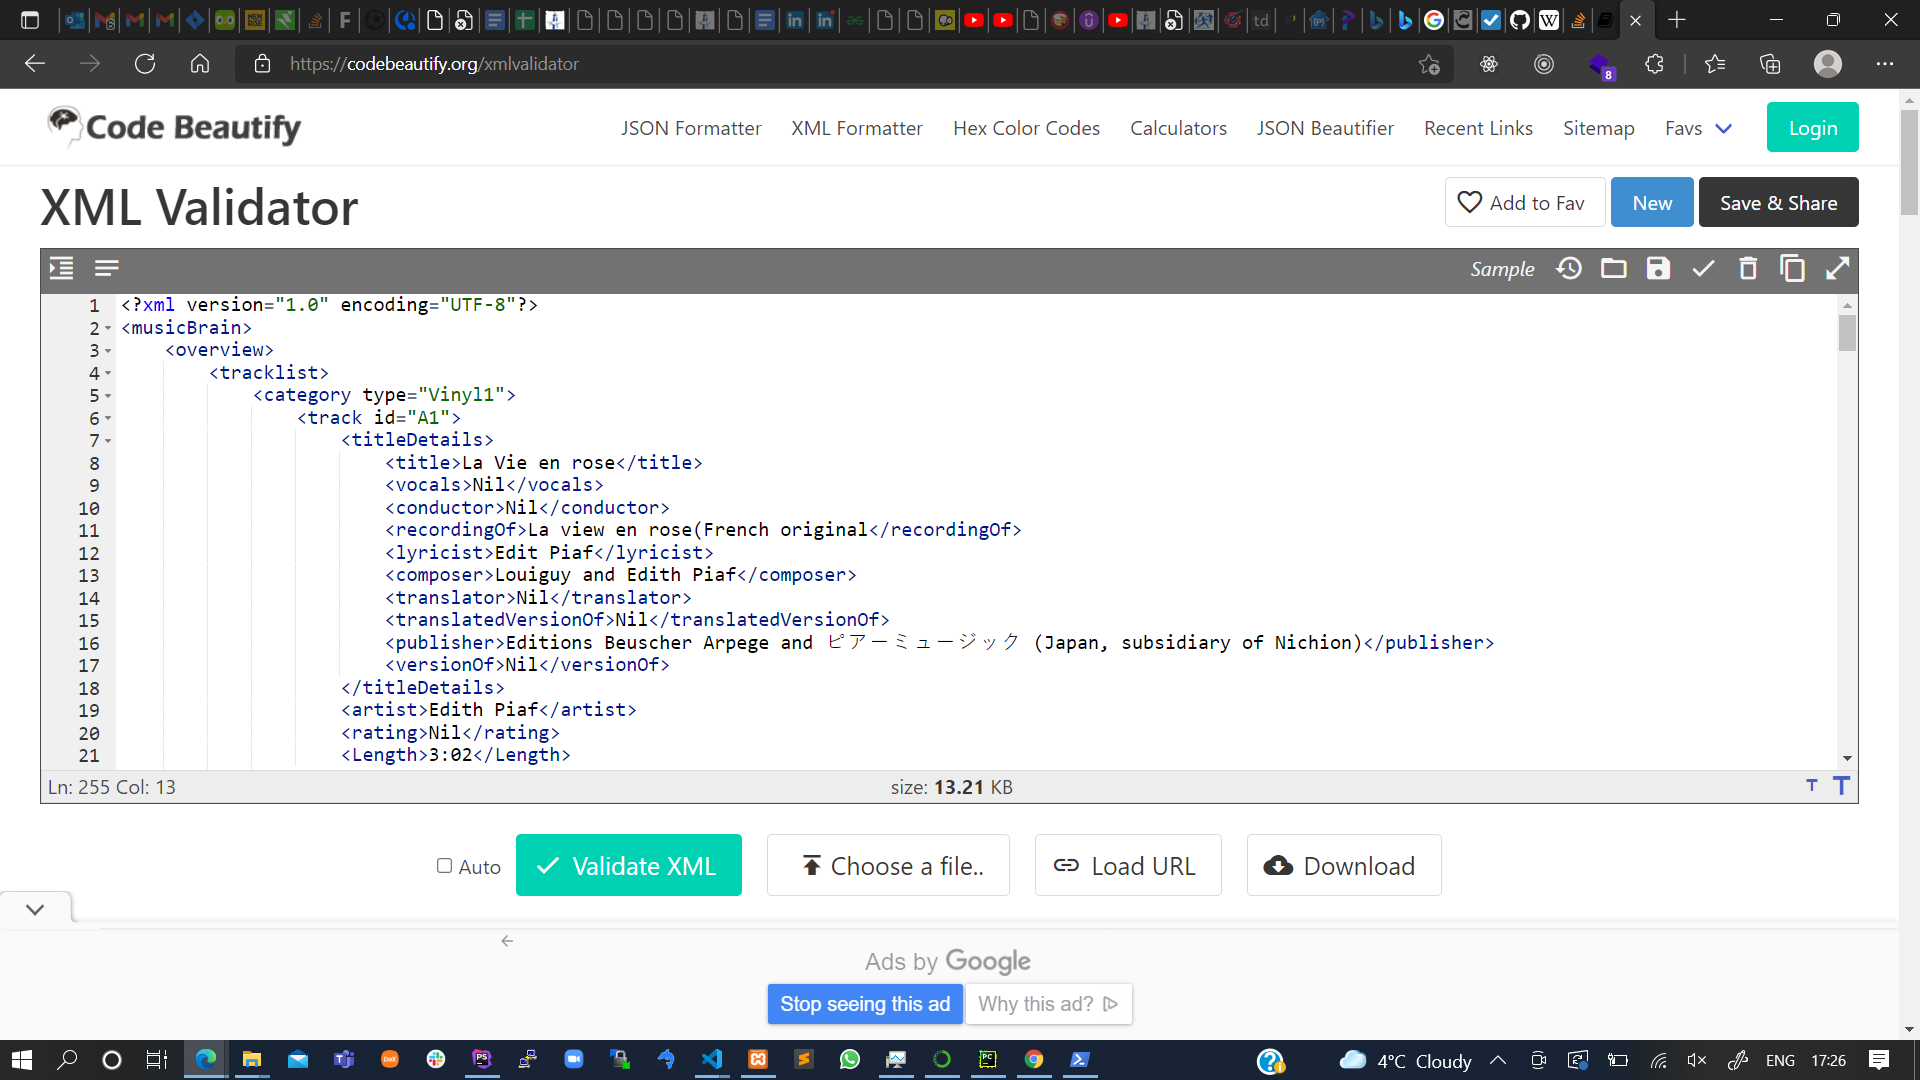 https://codebeautify.org/xmlvalidator
8
Code Beautify
JSON Formatter XML Formatter Hex Color Codes Calculators JSON Beautifier Recent Links Sitemap Favs Login
XML Validator
Add to Fav New Save & Share
Sample
1 <?xml version="1.0" encoding="UTF-8"?>
2 <musicBrain>
3 <overview>
4 <tracklist>
5 <category type="Vinyl1">
6 <track id="A1">
7 <titleDetails>
8 <title>La Vie en rose</title>
9 <vocals>Nil</vocals>
10 <conductor>Nil</conductor>
11 <recordingOf>La view en rose(French original</recordingOf>
12 <lyricist>Edit Piaf</lyricist>
13 <composer>Louiguy and Edith Piaf</composer>
14 <translator>Nil</translator>
15 <translatedVersionOf>Nil</translatedVersionOf>
16 <publisher>Editions Beuscher Arpege and ピアーミュージック (Japan, subsidiary of Nichion)</publisher>
17 <versionOf>Nil</versionOf>
18 </titleDetails>
19 <artist>Edith Piaf</artist>
20 <rating>Nil</rating>
21 <Length>3:02</Length>
Ln: 255 Col: 13 size: 13.21 KB T T
Auto Validate XML Choose a file.. Load URL Download
Ads by Google
Stop seeing this ad Why this ad?
4°C Cloudy ENG 17:26